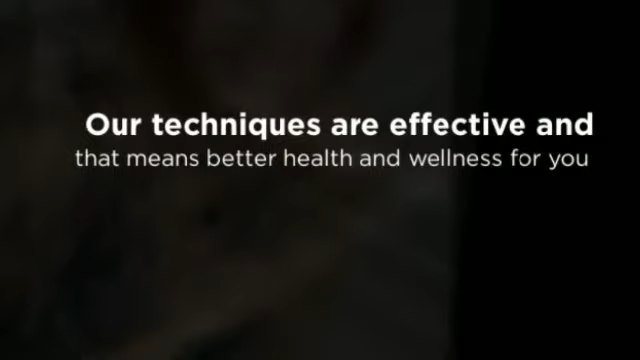 Our techniques are effective and
that means better health and wellness for you